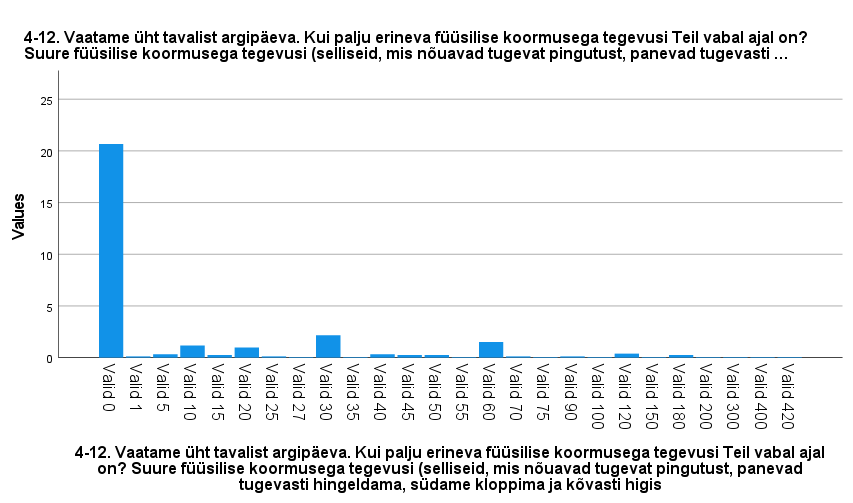 4-12. Vaatame üht tavalist argipäeva. Kui palju erineva füüsilise koormusega tegevusi Teil vabal ajal on?
Suure füüsilise koormusega tegevusi (selliseid, mis nõuavad tugevat pingutust, panevad tugevasti ...
Values
25
20
15
10
5
0
Valid 0
Valid 1
Valid 5
Valid 10
Valid 15
Valid 20
Valid 25
Valid 27
Valid 30
Valid 35
Valid 40
Valid 45
Valid 50
Valid 55
Valid 60
Valid 70
Valid 75
Valid 90
Valid 100
Valid 120
Valid 150
Valid 180
Valid 200
Valid 300
Valid 400
Valid 420
4-12. Vaatame üht tavalist argipäeva. Kui palju erineva füüsilise koormusega tegevusi Teil vabal ajal
on? Suure füüsilise koormusega tegevusi (selliseid, mis nõuavad tugevat pingutust, panevad
tugevasti hingeldama, südame kloppima ja kõvasti higis